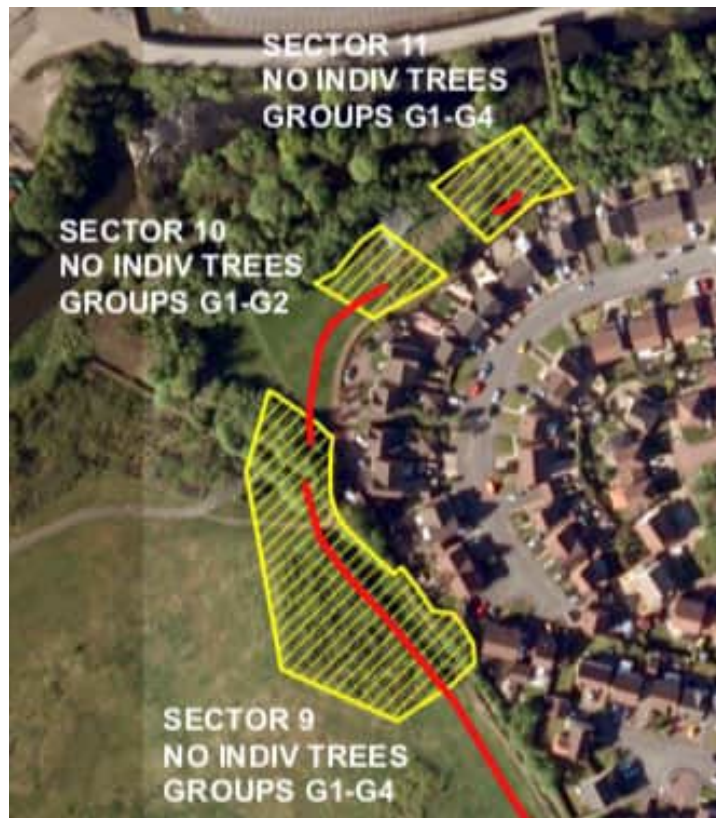 SECTOR 11
NO INDIV TREES
GROUPS G1-G4
SECTOR 10
NO INDIV TREES
GROUPS G1-G2
SECTOR 9
NO INDIV TREES
GROUPS G1-G4